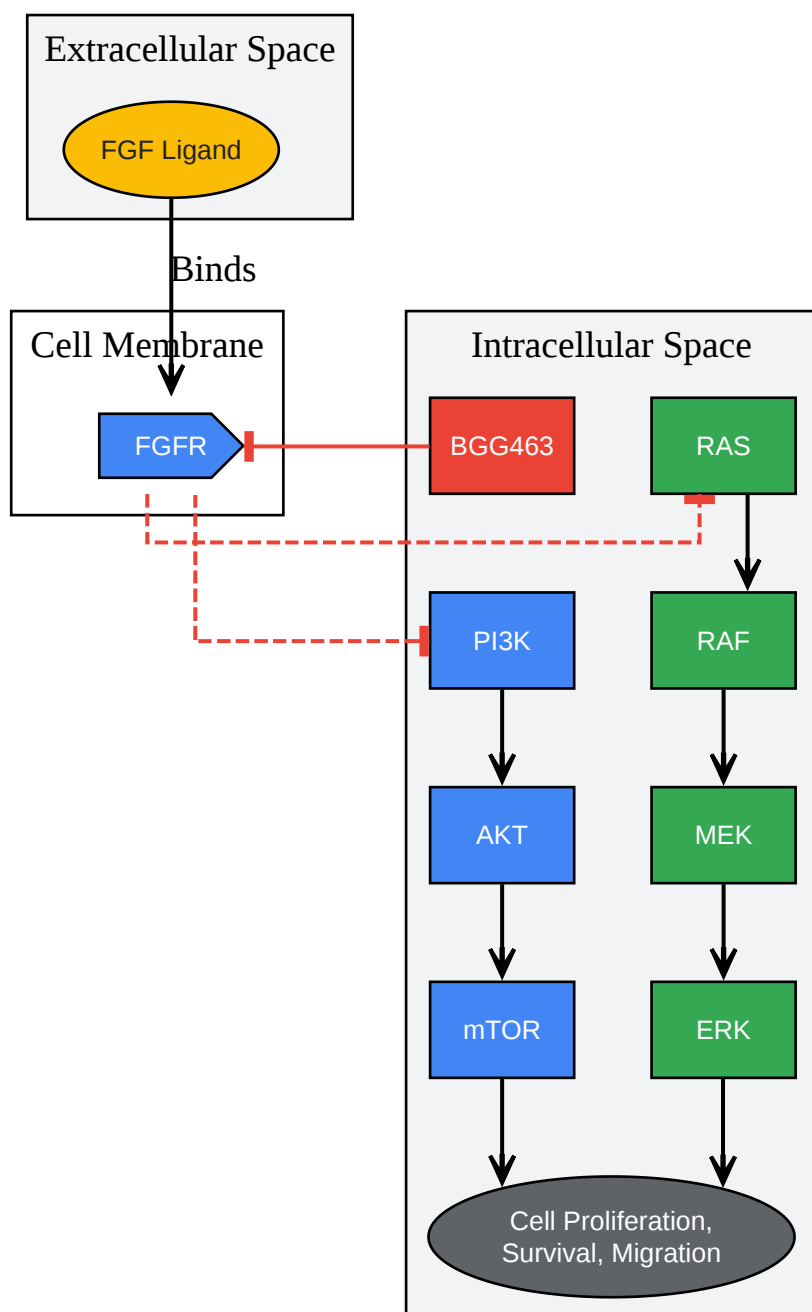 Extracellular Space
FGF Ligand
Binds
Cell Membrane
FGFR
Intracellular Space
BGG463
RAS
PI3K
RAF
AKT
MEK
mTOR
ERK
Cell Proliferation,
Survival, Migration